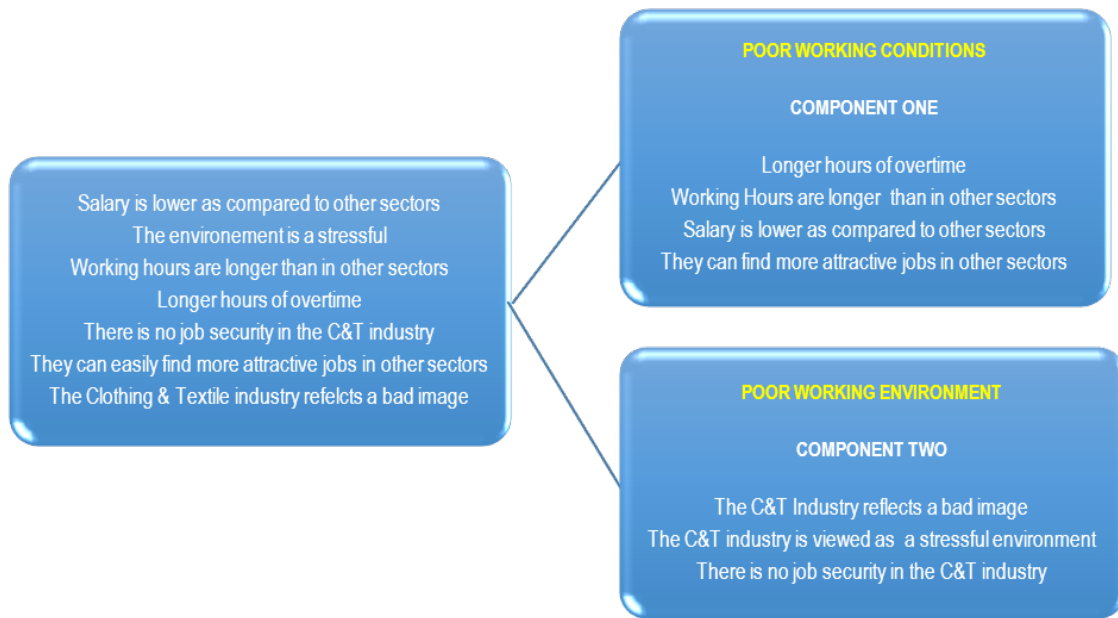 Salary is lower as compared to other sectors
The environement is a stressful
Working hours are longer than in other sectors
Longer hours of overtime
There is no job security in the C&T industry
They can easily find more attractive jobs in other sectors
The Clothing & Textile industry refelcts a bad image
POOR WORKING CONDITIONS
COMPONENT ONE
Longer hours of overtime
Working Hours are longer than in other sectors
Salary is lower as compared to other sectors
They can find more attractive jobs in other sectors
POOR WORKING ENVIRONMENT
COMPONENT TWO
The C&T Industry reflects a bad image
The C&T industry is viewed as a stressful environment
There is no job security in the C&T industry